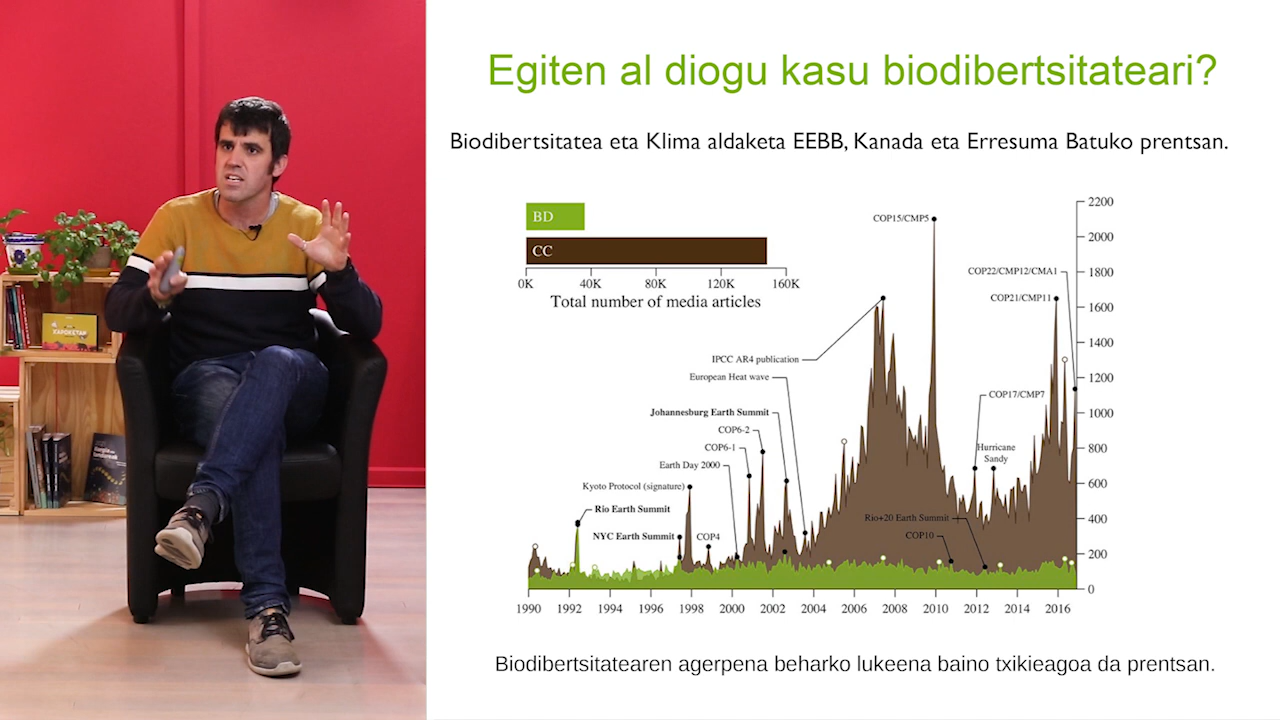 Egiten al diogu kasu biodibertsitateari?
Biodibertsitatea eta Klima aldaketa EEBB, Kanada eta Erresuma Batuko prentsan.
BD
CC
0K 40K 80K 120K 160K
Total number of media articles
2200
2000
1800
1600
1400
1200
1000
800
600
400
200
0
COP15/CMP5
COP22/CMP12/CMA1
COP21/CMP11
IPCC AR4 publication
European Heat wave
COP17/CMP7
Johannesburg Earth Summit
COP6-2
COP6-1
Hurricane
Sandy
Earth Day 2000
Kyoto Protocol (signature)
Rio Earth Summit
Rio+20 Earth Summit
NYC Earth Summit
COP4
COP10
1990 1992 1994 1996 1998 2000 2002 2004 2006 2008 2010 2012 2014 2016
Biodibertsitatearen agerpena beharko lukeena baino txikieagoa da prentsan.